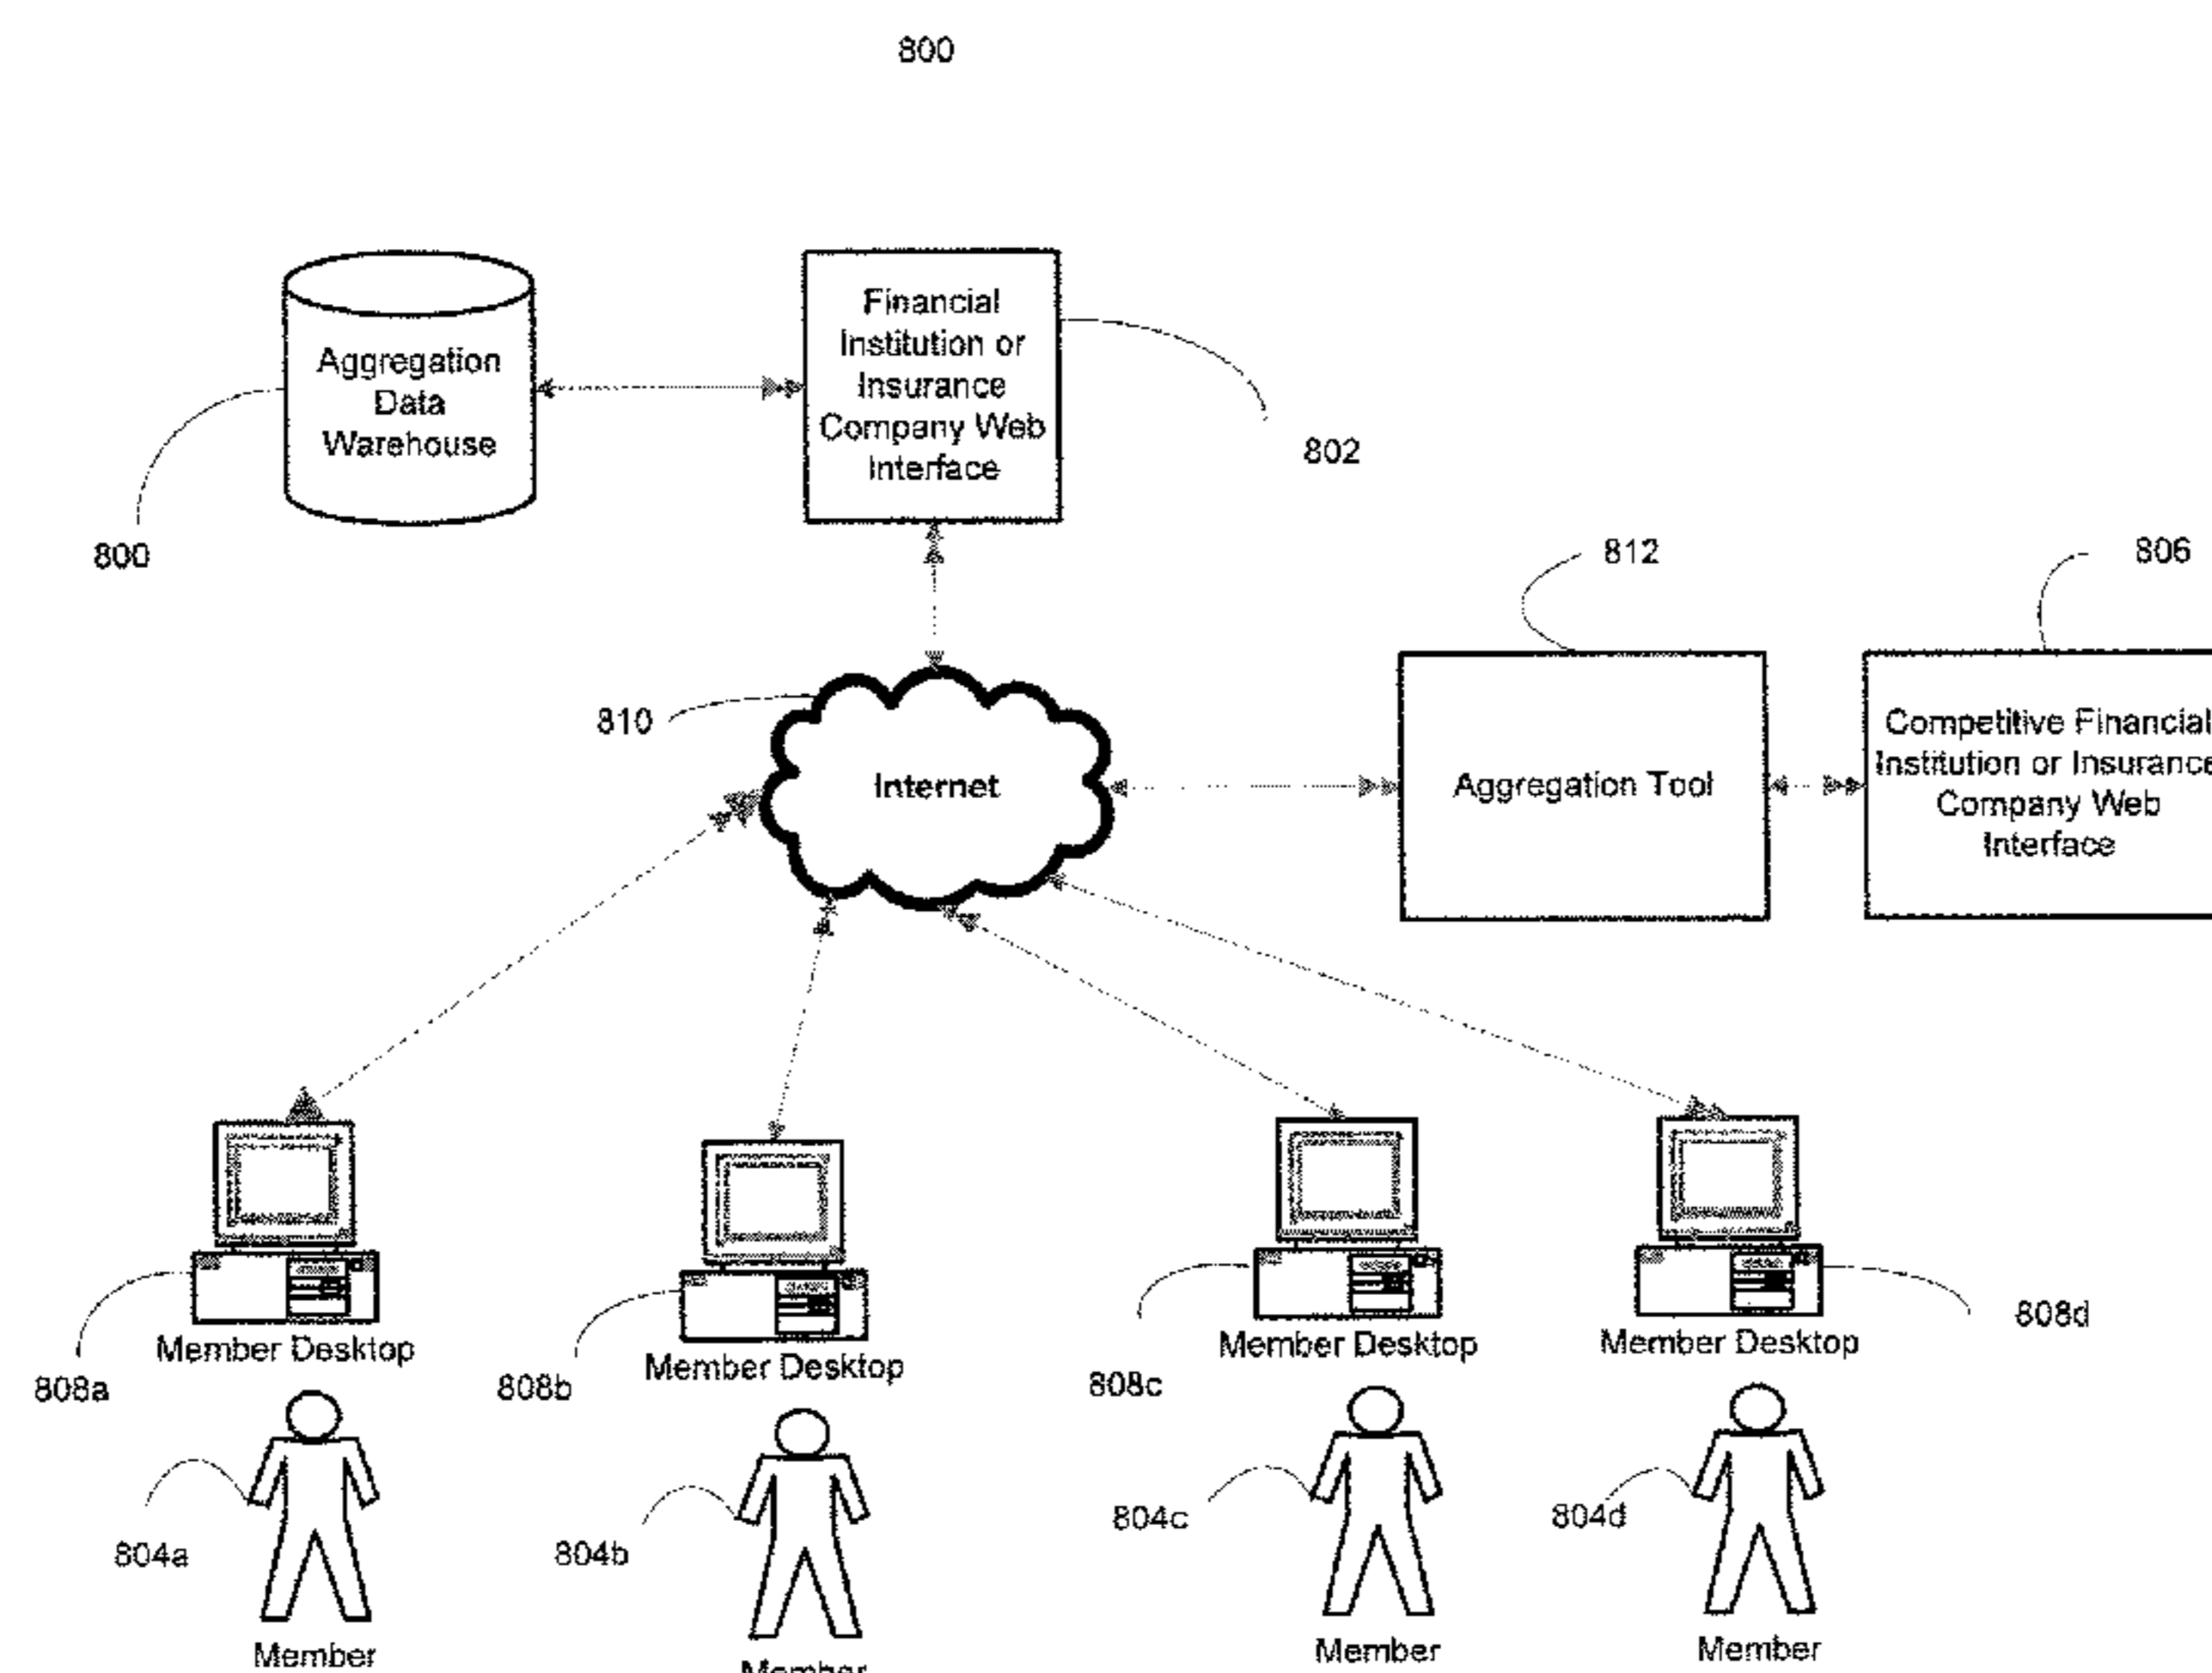 800
Aggregation
Data
Warehouse
Financial
Institution or
Insurance
Company Web
Interface
802
800
812
806
810
Internet
Aggregation Tool
Competitive Financial
Institution or Insurance
Company Web
Interface
Member Desktop
808a
Member Desktop
808b
Member Desktop
808c
Member Desktop
808d
804a
804b
804c
804d
Member
Member
Member
Member